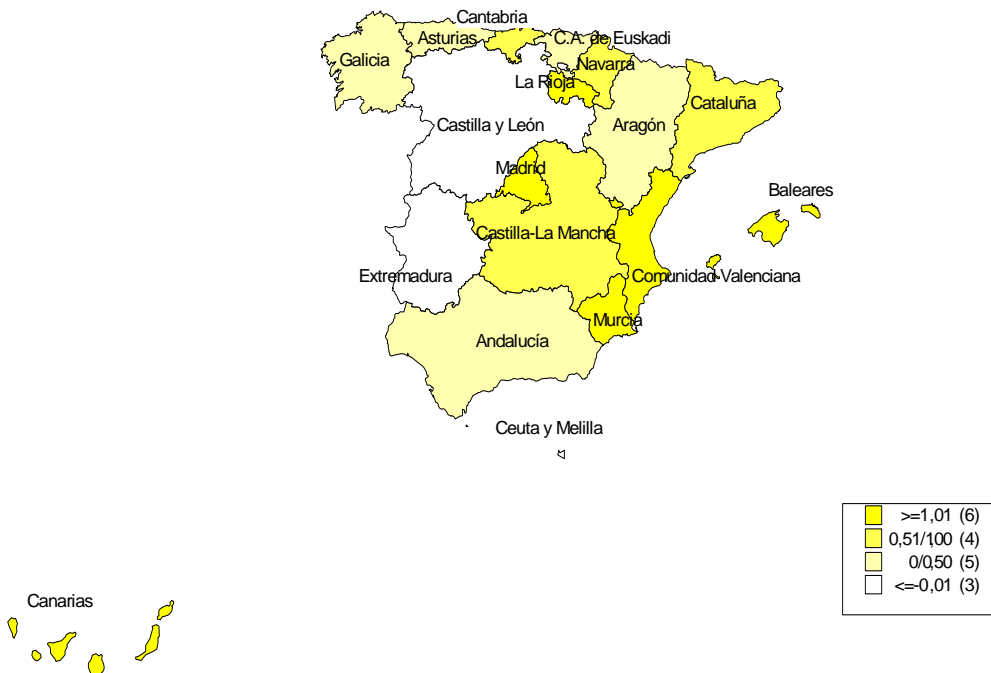 Cantabria
Asturias
C.A. de Euskadi
Galicia
Navarra
La Rioja
Cataluña
Castilla y León
Aragón
Madrid
Baleares
Castilla-La Mancha
Extremadura
Comunidad Valenciana
Murcia
Andalucía
Ceuta y Melilla
>=1,01 (6)
0,51/1,00 (4)
0/0,50 (5)
<=-0,01 (3)
Canarias